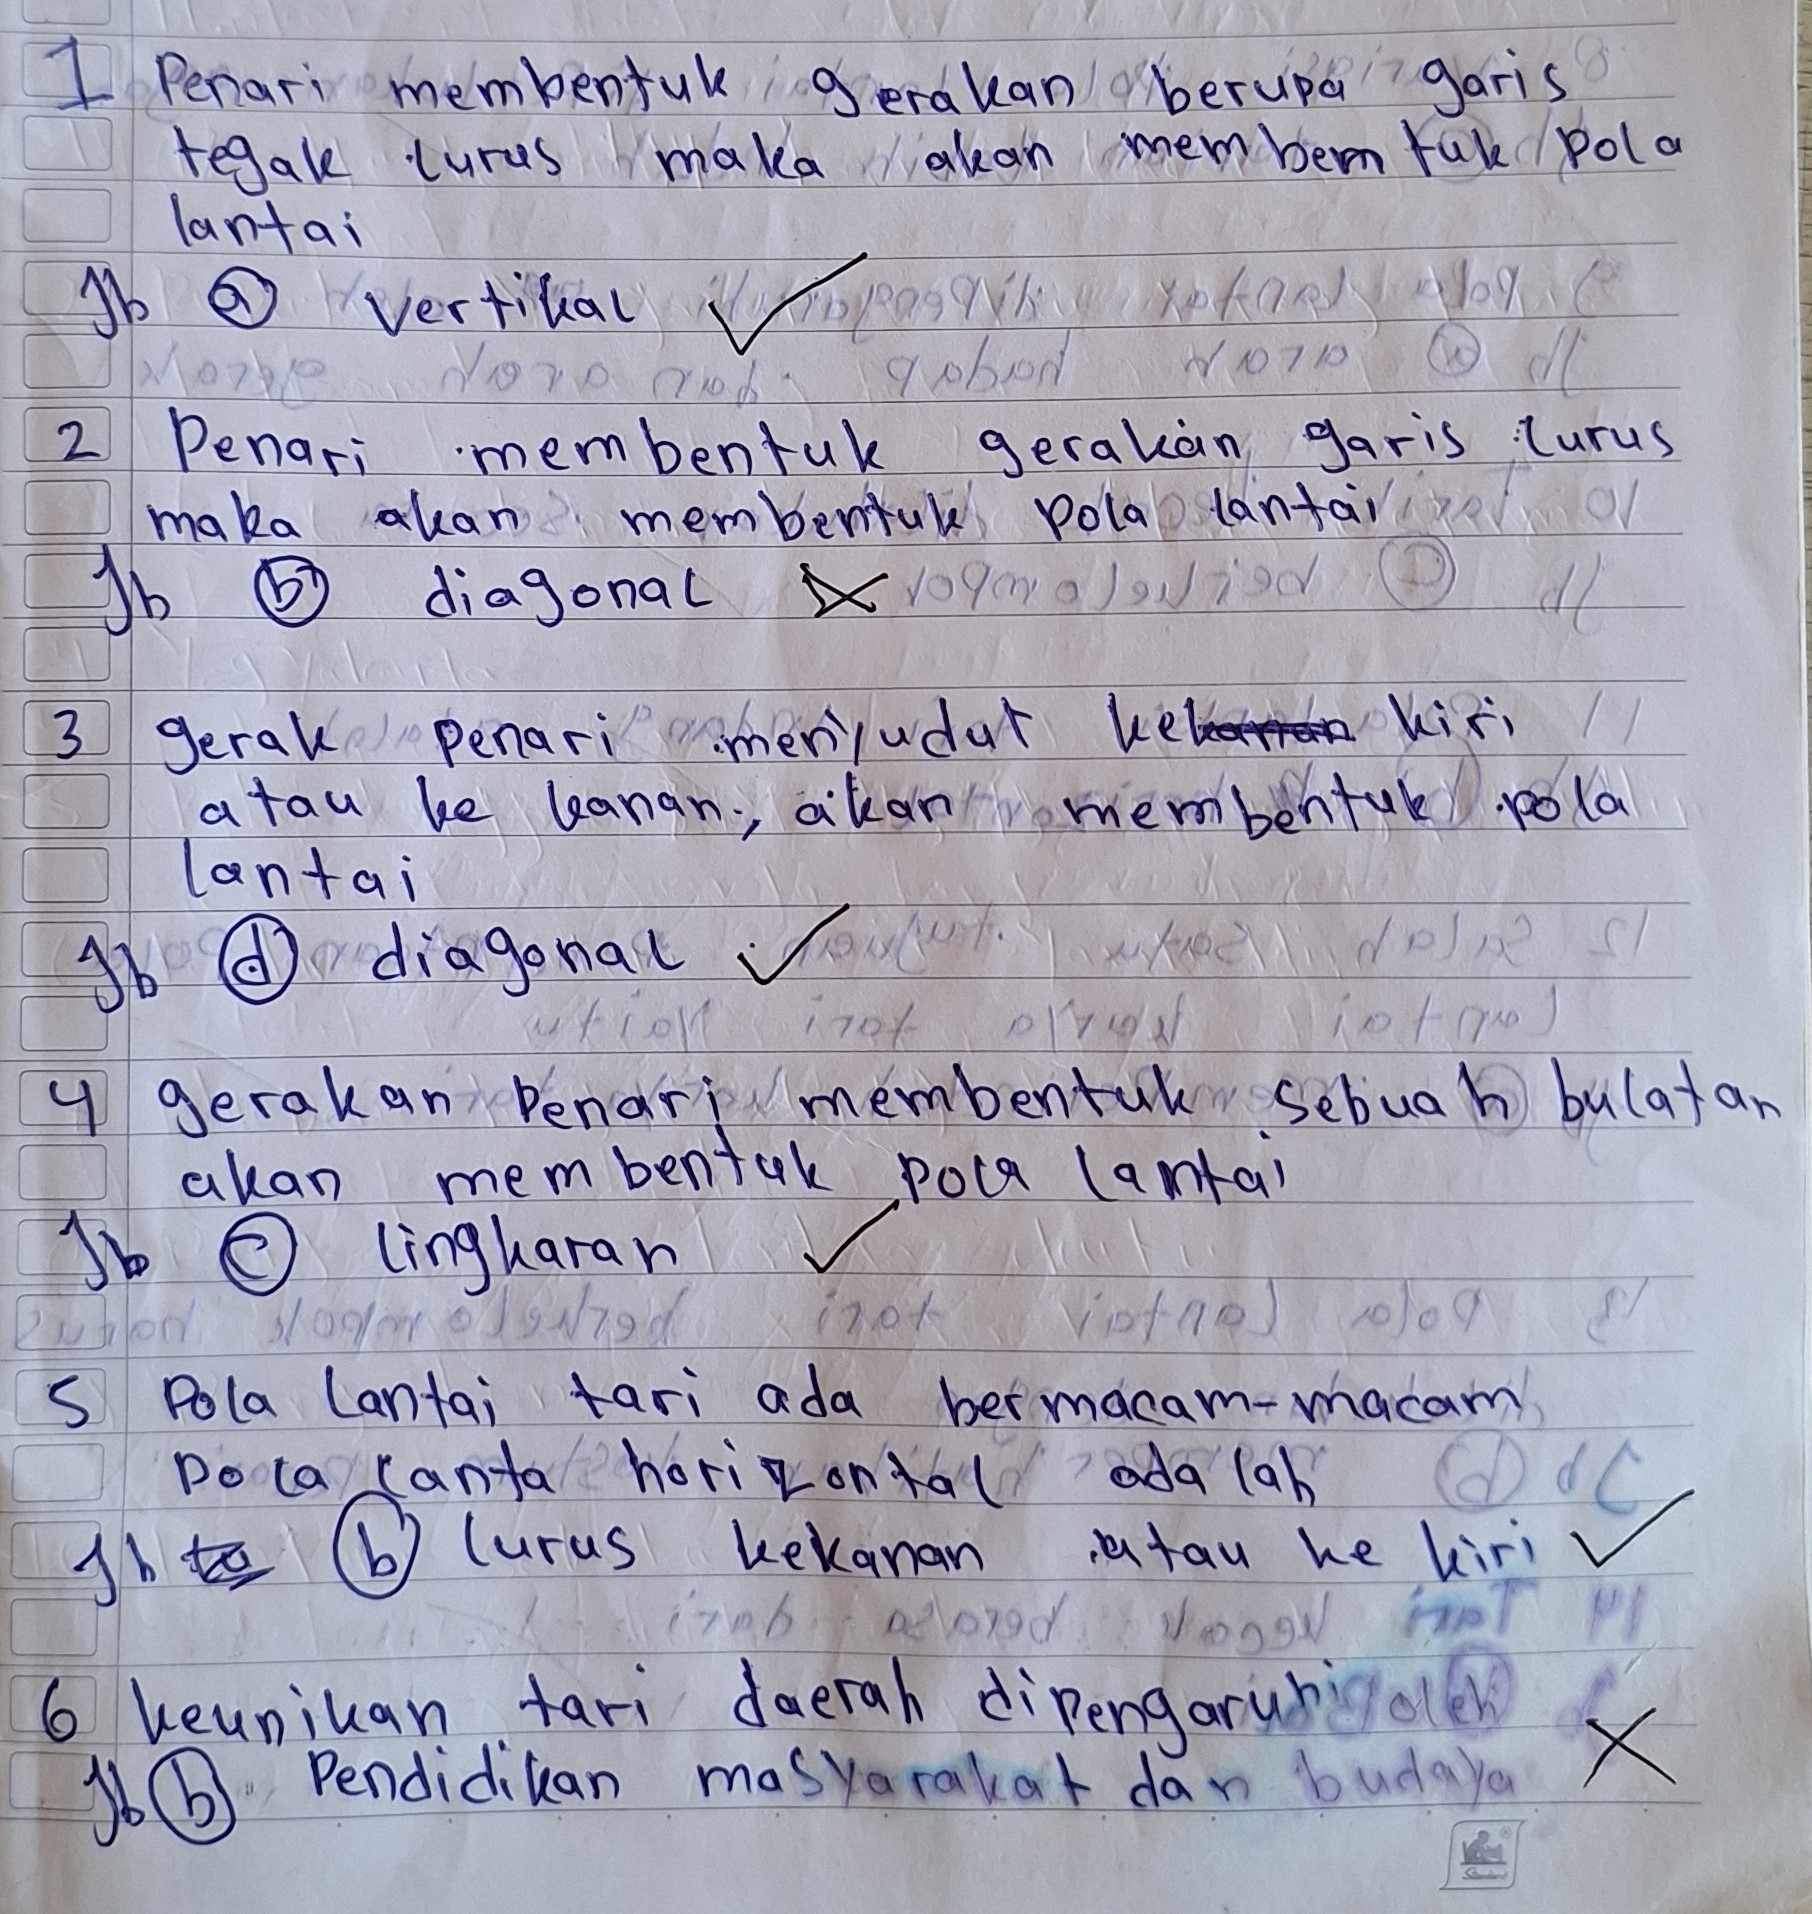 1 Penari membentuk gerakan berupa garis
tegak lurus maka akan membemtuk pola
lantai
Jb a vertikal
2 Penari membentuk gerakan garis lurus
maka akan membentuk pola lantai
Jb b diagonal
3 gerak penari menyudut kekanan kiri
atau ke kanan, akan membentuk pola
lantai
Jb d diagonal
4 gerakan Penari membentuk sebuah bulatan
akan membentuk pola lantai
Jb c lingkaran
5 Pola Lantai tari ada bermacam-macam
Pola lanta horizontal adalah
Jb b lurus kekanan atau ke kiri
6 keunikan tari daerah dipengaruhi oleh
Jb b Pendidikan masyarakat dan budaya